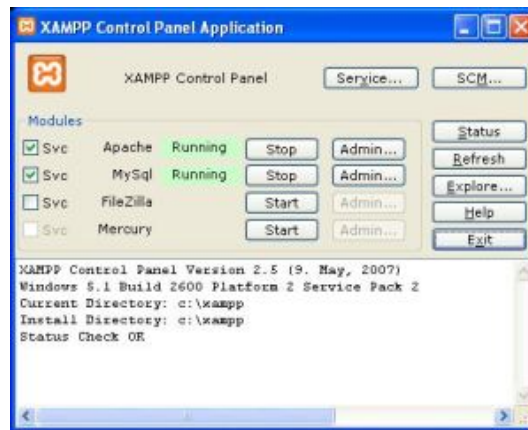 XAMPP Control Panel Application
XAMPP Control Panel
Service...
SCM...
Modules
Svc Apache Running Stop Admin...
Svc MySql Running Stop Admin...
Svc FileZilla Start Admin...
Svc Mercury Start Admin...
Status
Refresh
Explore...
Help
Exit
XAMPP Control Panel Version 2.5 (9. May, 2007)
Windows 5.1 Build 2600 Platform 2 Service Pack 2
Current Directory: c:\xampp
Install Directory: c:\xampp
Status Check OK